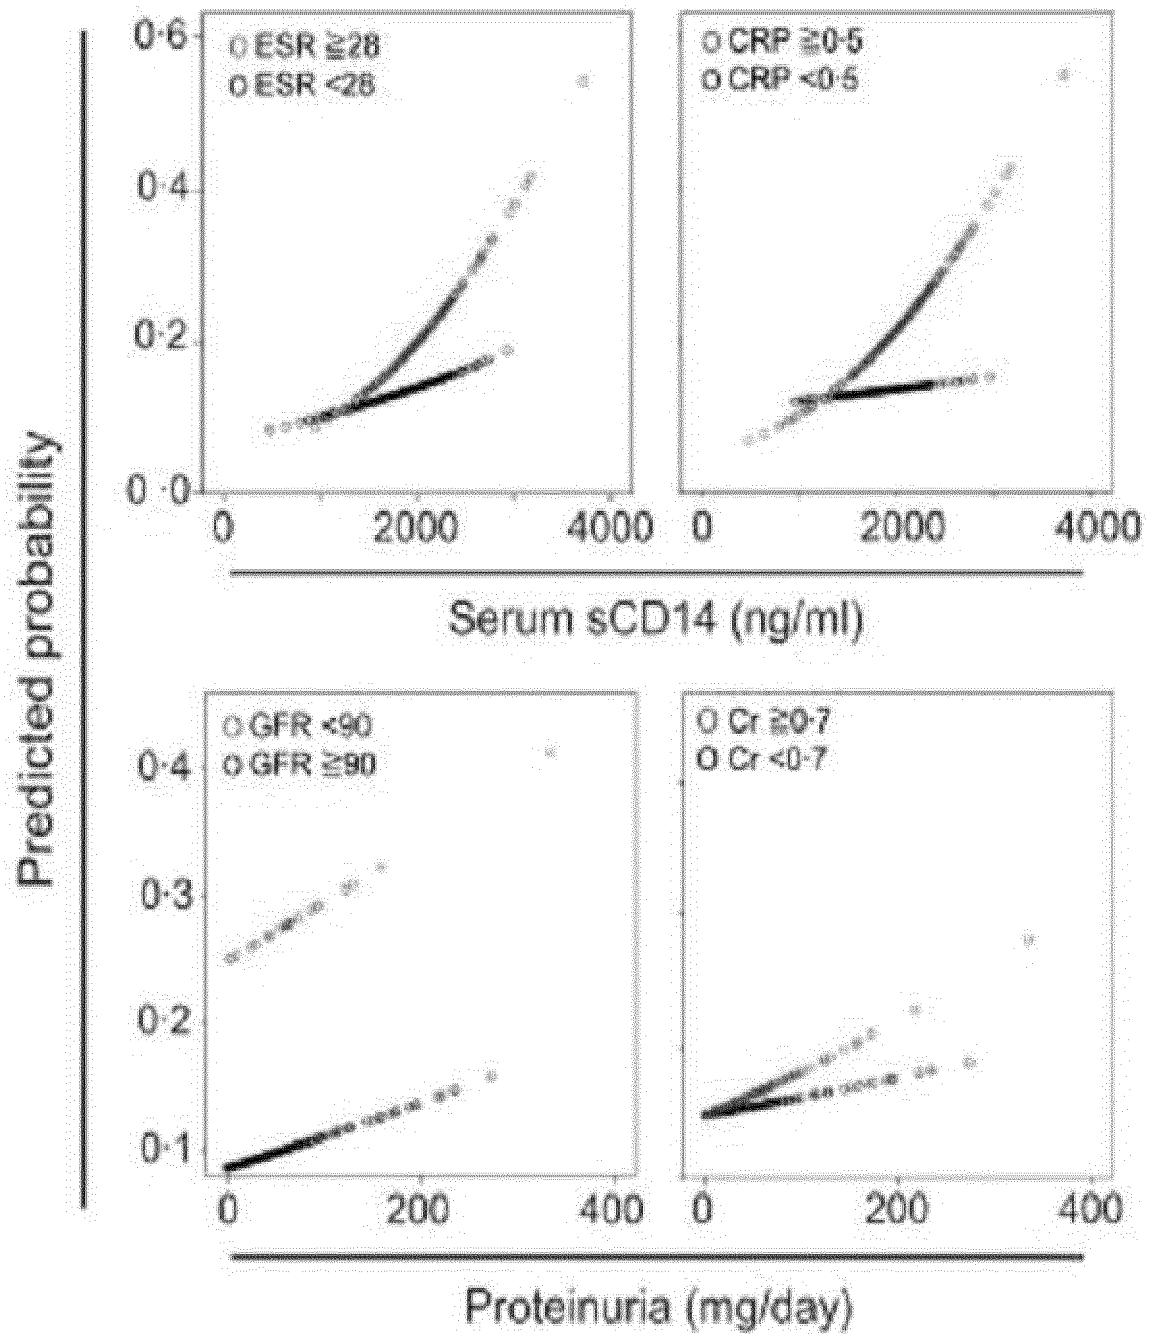 Predicted probability
0·6
0·4
0·2
0·0
ESR ≧28
ESR <28
0 2000 4000
CRP ≧0·5
CRP <0·5
0 2000 4000
Serum sCD14 (ng/ml)
0·4
0·3
0·2
0·1
GFR <90
GFR ≧90
0 200 400
Cr ≧0·7
Cr <0·7
0 200 400
Proteinuria (mg/day)